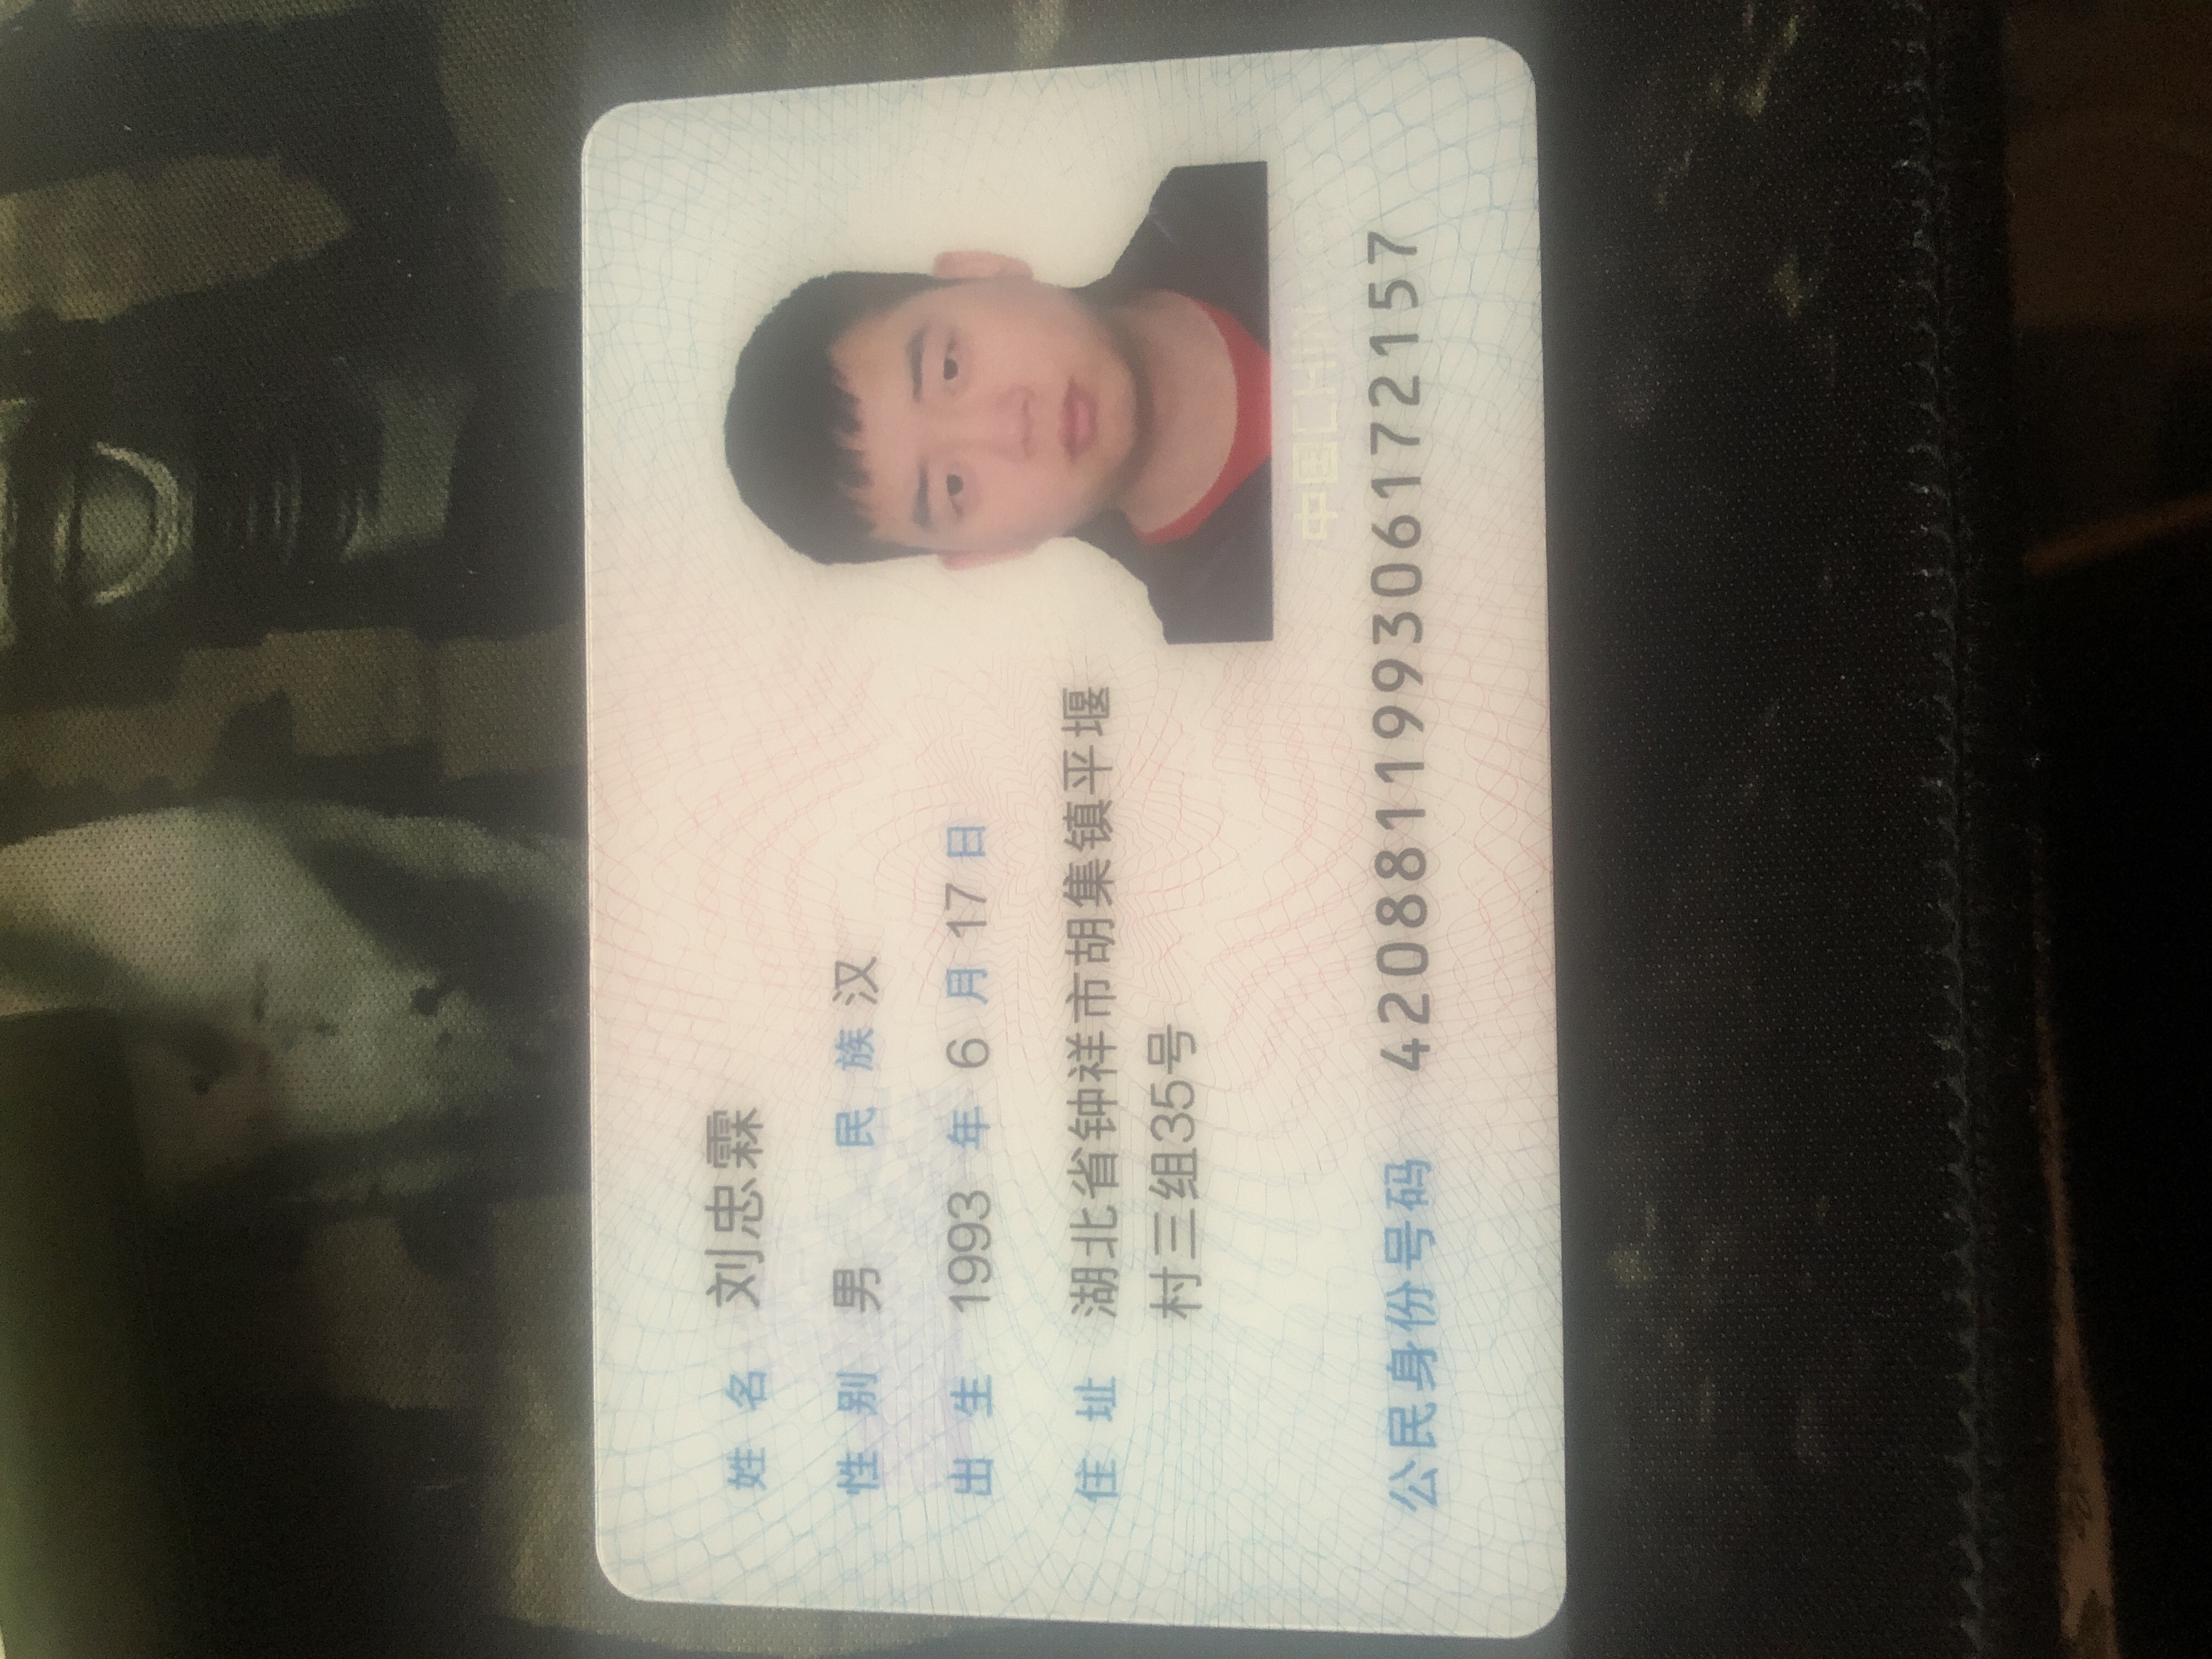 姓名 刘忠霖
性别 男 民族 汉
出生 1993 年 6 月 17 日
住址 湖北省钟祥市胡集镇平堰
村三组35号
中国CHIN
公民身份号码 420881199306172157